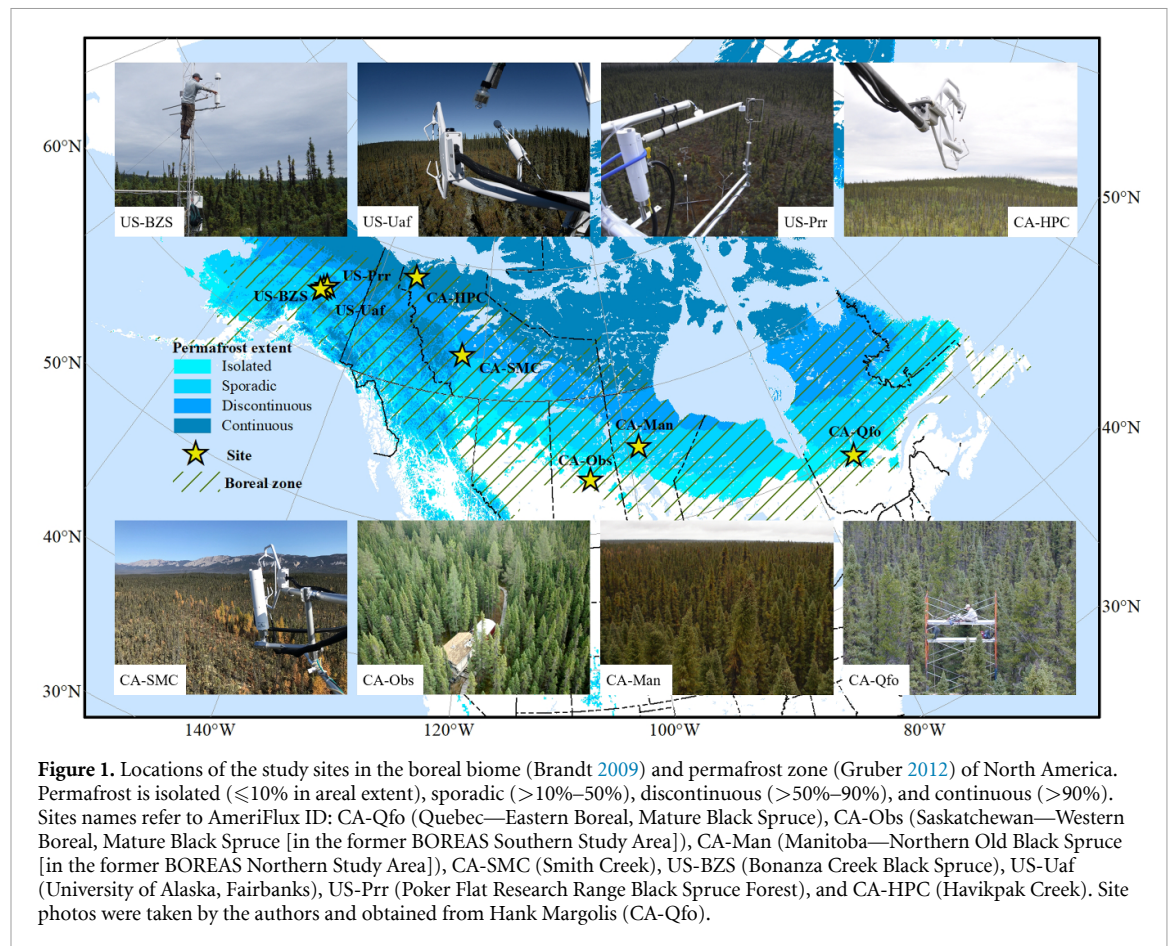 60°N
50°N
US-BZS
US-Uaf
US-Prr
CA-HPC
US-Prr
US-BZS
CA-HPC
US-Uaf
50°N
CA-SMC
Permafrost extent
Isolated
Sporadic
Discontinuous
Continuous
40°N
CA-Man
CA-Qfo
Site
CA-Obs
Boreal zone
40°N
30°N
CA-SMC
CA-Obs
CA-Man
CA-Qfo
30°N
140°W
120°W
100°W
80°W
Figure 1. Locations of the study sites in the boreal biome (Brandt 2009) and permafrost zone (Gruber 2012) of North America.
Permafrost is isolated (⩽10% in areal extent), sporadic (>10%–50%), discontinuous (>50%–90%), and continuous (>90%).
Sites names refer to AmeriFlux ID: CA-Qfo (Quebec—Eastern Boreal, Mature Black Spruce), CA-Obs (Saskatchewan—Western
Boreal, Mature Black Spruce [in the former BOREAS Southern Study Area]), CA-Man (Manitoba—Northern Old Black Spruce
[in the former BOREAS Northern Study Area]), CA-SMC (Smith Creek), US-BZS (Bonanza Creek Black Spruce), US-Uaf
(University of Alaska, Fairbanks), US-Prr (Poker Flat Research Range Black Spruce Forest), and CA-HPC (Havikpak Creek). Site
photos were taken by the authors and obtained from Hank Margolis (CA-Qfo).